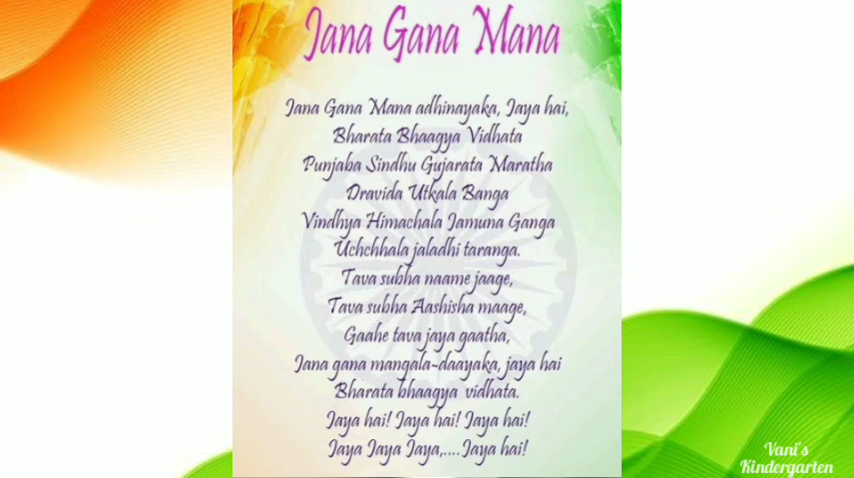 Jana Gana Mana
Jana Gana Mana adhinayaka, Jaya hai,
Bharata Bhaagya Vidhata
Punjaba Sindhu Gujarata Maratha
Dravida Utkala Banga
Vindhya Himachala Jamuna Ganga
Uchchhala jaladhi taranga.
Tava subha naame jaage,
Tava subha Aashisha maage,
Gaahe tava jaya gaatha,
Jana gana mangala-daayaka, jaya hai
Bharata bhaagya vidhata.
Jaya hai! Jaya hai! Jaya hai!
Jaya Jaya Jaya,....Jaya hai!
Vani's
Kindergarten